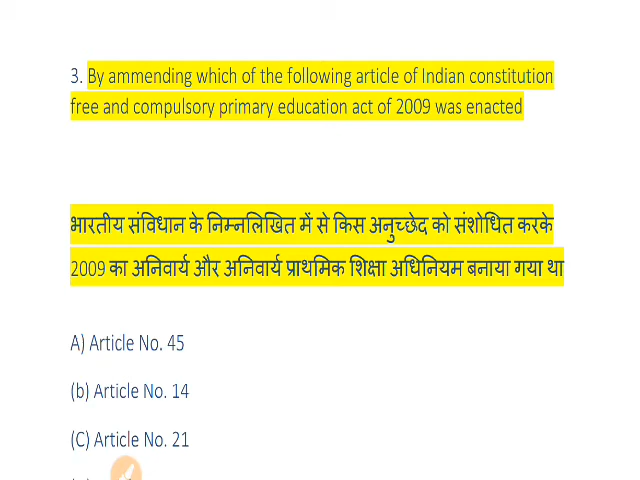 3. By ammending which of the following article of Indian constitution
free and compulsory primary education act of 2009 was enacted
भारतीय संविधान के निम्नलिखित में से किस अनुच्छेद को संशोधित करके
2009 का अनिवार्य और अनिवार्य प्राथमिक शिक्षा अधिनियम बनाया गया था
A) Article No. 45
(b) Article No. 14
(C) Article No. 21